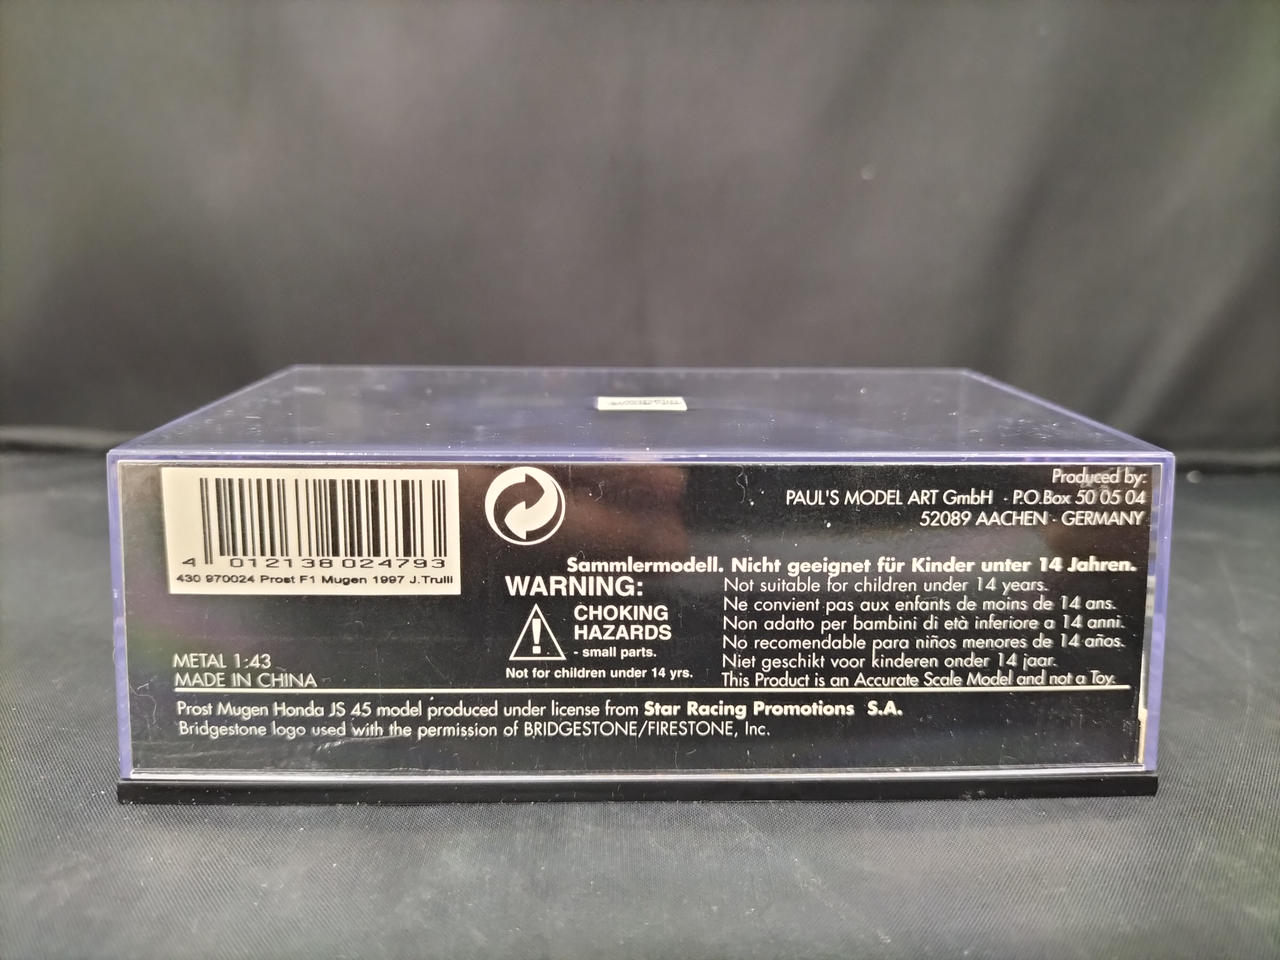 4 012138 024793
430 970024 Prost F1 Mugen 1997 J.Trulli
METAL 1:43
MADE IN CHINA
WARNING:
CHOKING
HAZARDS
- small parts.
Not for children under 14 yrs.
Produced by:
PAUL'S MODEL ART GmbH · P.O.Box 50 05 04
52089 AACHEN · GERMANY
Sammlermodell. Nicht geeignet für Kinder unter 14 Jahren.
Not suitable for children under 14 years.
Ne convient pas aux enfants de moins de 14 ans.
Non adatto per bambini di età inferiore a 14 anni.
No recomendable para niños menores de 14 años.
Niet geschikt voor kinderen onder 14 jaar.
This Product is an Accurate Scale Model and not a Toy.
Prost Mugen Honda JS 45 model produced under license from Star Racing Promotions S.A.
Bridgestone logo used with the permission of BRIDGESTONE/FIRESTONE, Inc.